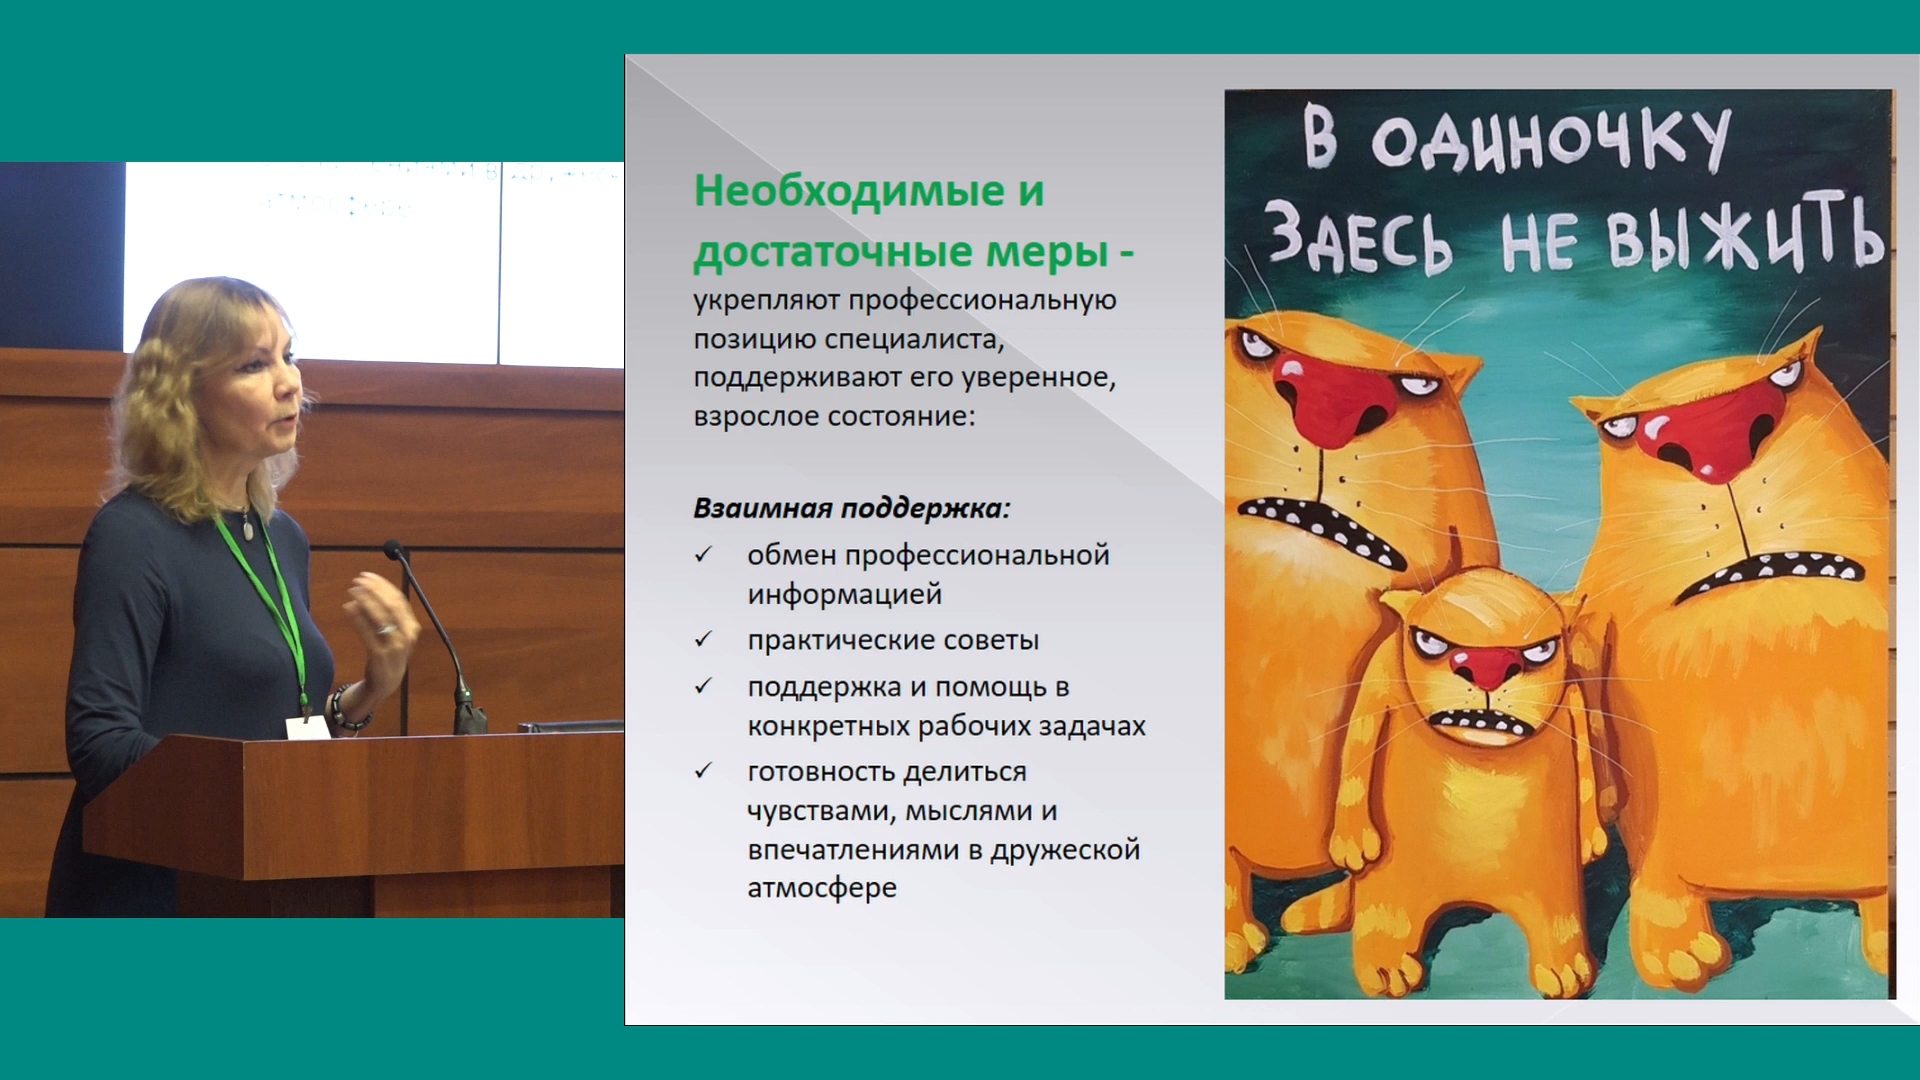 Необходимые и
достаточные меры -
укрепляют профессиональную
позицию специалиста,
поддерживают его уверенное,
взрослое состояние:
Взаимная поддержка:
✓ обмен профессиональной
информацией
✓ практические советы
✓ поддержка и помощь в
конкретных рабочих задачах
✓ готовность делиться
чувствами, мыслями и
впечатлениями в дружеской
атмосфере
В ОДИНОЧКУ
ЗДЕСЬ НЕ ВЫЖИТЬ
атмосфере